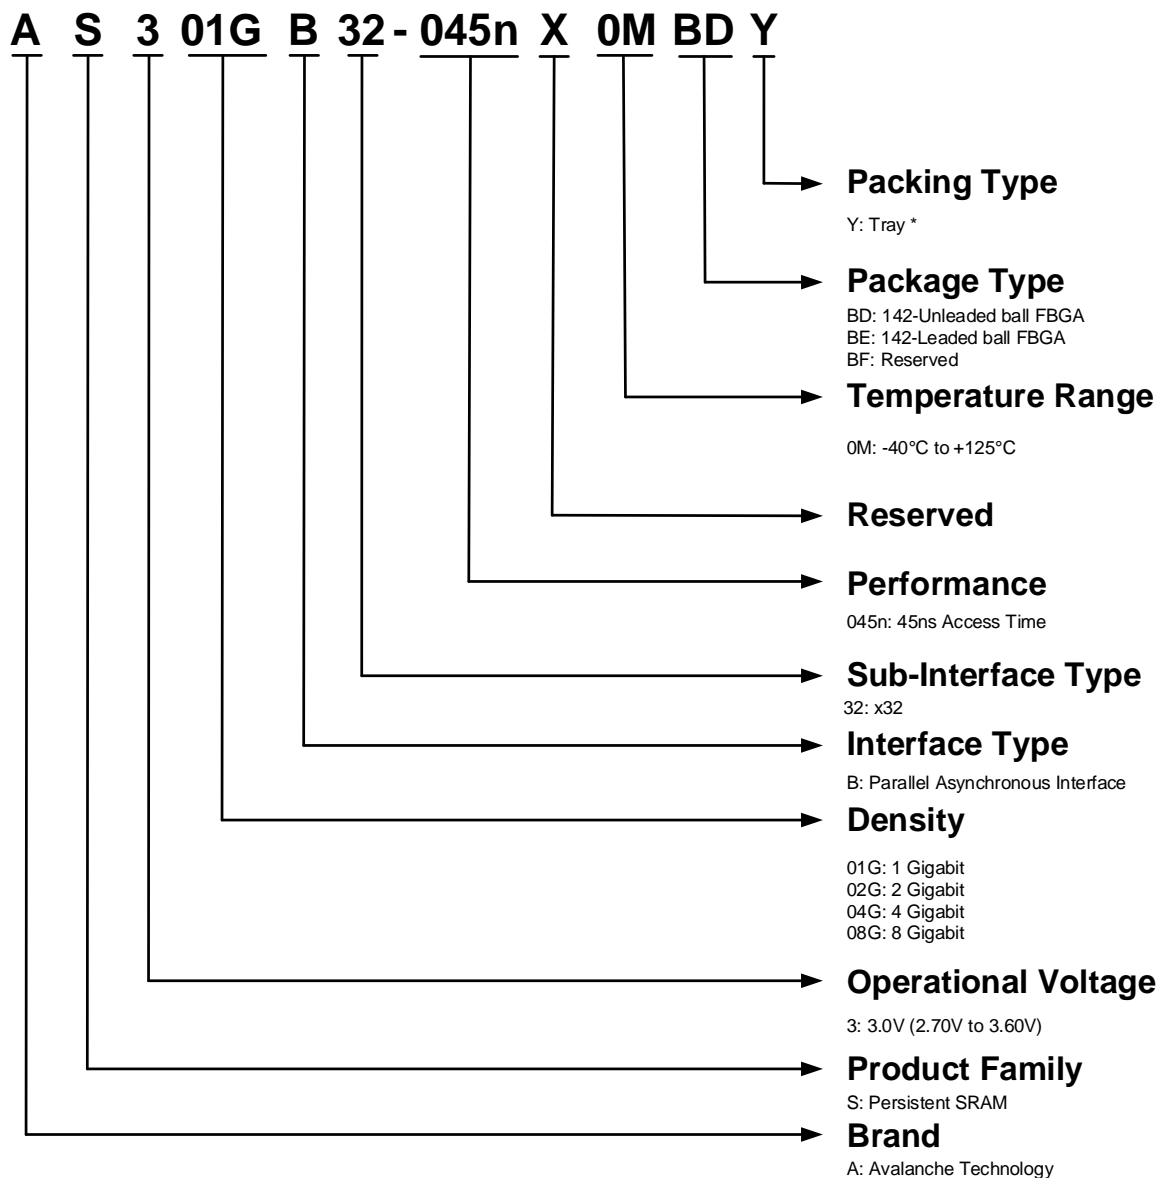 A S 3 01G B 32 - 045n X 0M BD Y
Packing Type
Y: Tray *
Package Type
BD: 142-Unleaded ball FBGA
BE: 142-Leaded ball FBGA
BF: Reserved
Temperature Range
0M: -40°C to +125°C
Reserved
Performance
045n: 45ns Access Time
Sub-Interface Type
32: x32
Interface Type
B: Parallel Asynchronous Interface
Density
01G: 1 Gigabit
02G: 2 Gigabit
04G: 4 Gigabit
08G: 8 Gigabit
Operational Voltage
3: 3.0V (2.70V to 3.60V)
Product Family
S: Persistent SRAM
Brand
A: Avalanche Technology